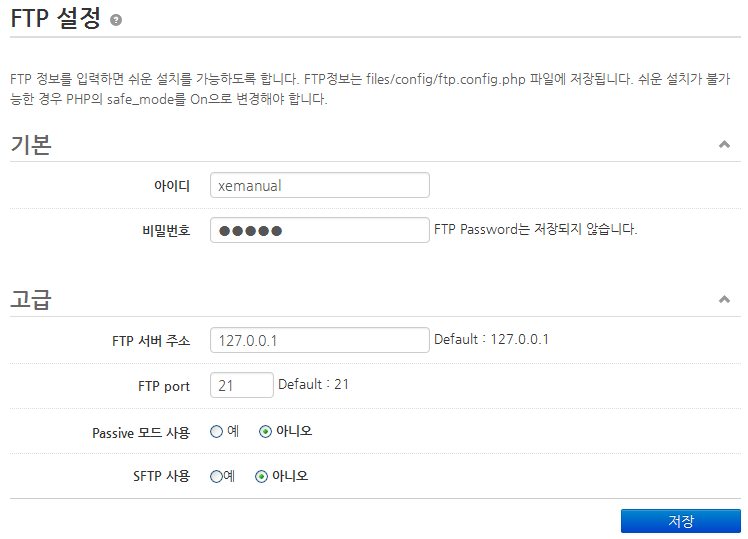 FTP 설정
FTP 정보를 입력하면 쉬운 설치를 가능하도록 합니다. FTP정보는 files/config/ftp.config.php 파일에 저장됩니다. 쉬운 설치가 불가
능한 경우 PHP의 safe_mode를 On으로 변경해야 합니다.
기본
아이디 xemanual
비밀번호 ●●●●● FTP Password는 저장되지 않습니다.
고급
FTP 서버 주소 127.0.0.1 Default : 127.0.0.1
FTP port 21 Default : 21
Passive 모드 사용 예 아니오
SFTP 사용 예 아니오
저장